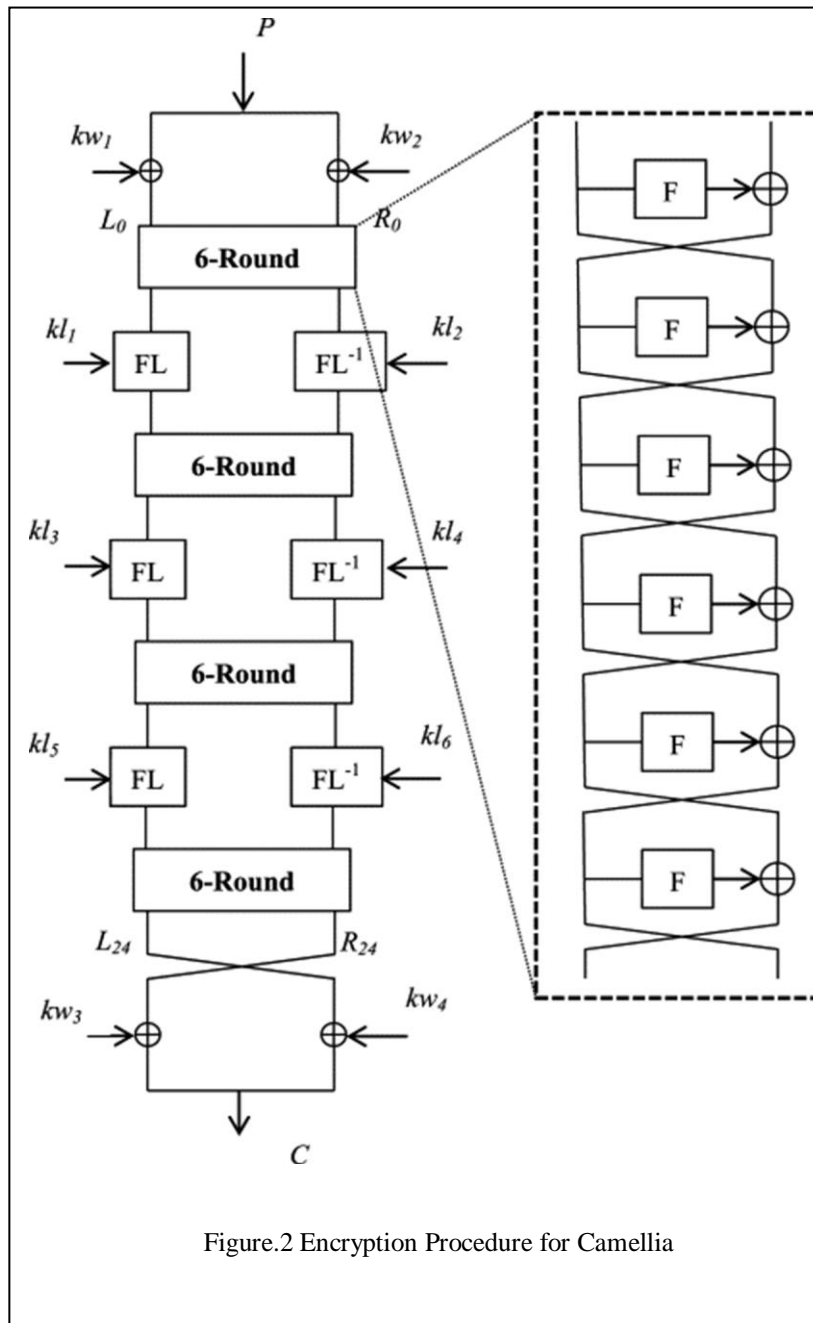 P
kw1 kw2
L0 R0
6-Round
kl1 kl2
FL FL-1
6-Round
kl3 kl4
FL FL-1
6-Round
kl5 kl6
FL FL-1
6-Round
L24 R24
kw3 kw4
C
F
F
F
F
F
F
Figure.2 Encryption Procedure for Camellia